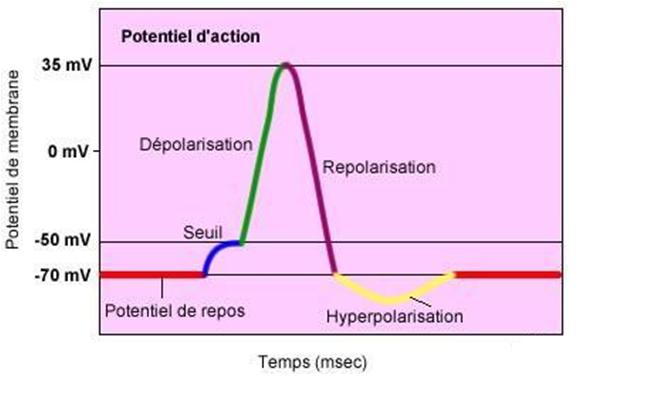 Potentiel d'action
35 mV
Dépolarisation
0 mV
Repolarisation
Potentiel de membrane
Seuil
-50 mV
-70 mV
Potentiel de repos
Hyperpolarisation
Temps (msec)